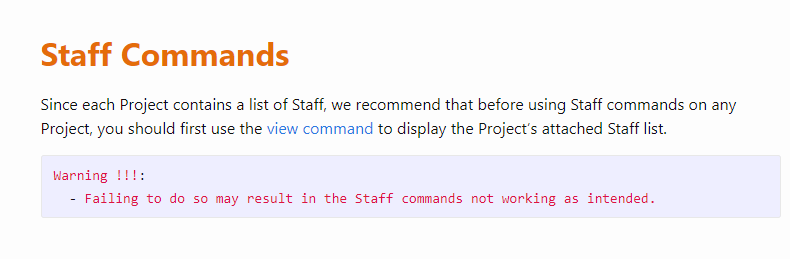 Staff Commands
Since each Project contains a list of Staff, we recommend that before using Staff commands on any
Project, you should first use the view command to display the Project's attached Staff list.
Warning !!!:
- Failing to do so may result in the Staff commands not working as intended.